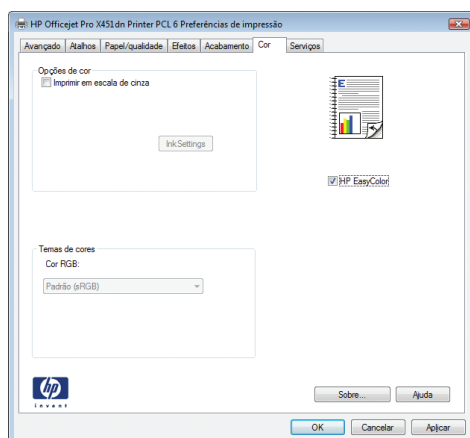 HP Officejet Pro X451dn Printer PCL 6 Preferências de impressão
Avançado Atalhos Papel/qualidade Efeitos Acabamento Cor Serviços
Opções de cor
Imprimir em escala de cinza
InkSettings
E
HP EasyColor
Temas de cores
Cor RGB:
Padrão (sRGB)
hp
invent
Sobre... Ajuda
OK Cancelar Aplicar